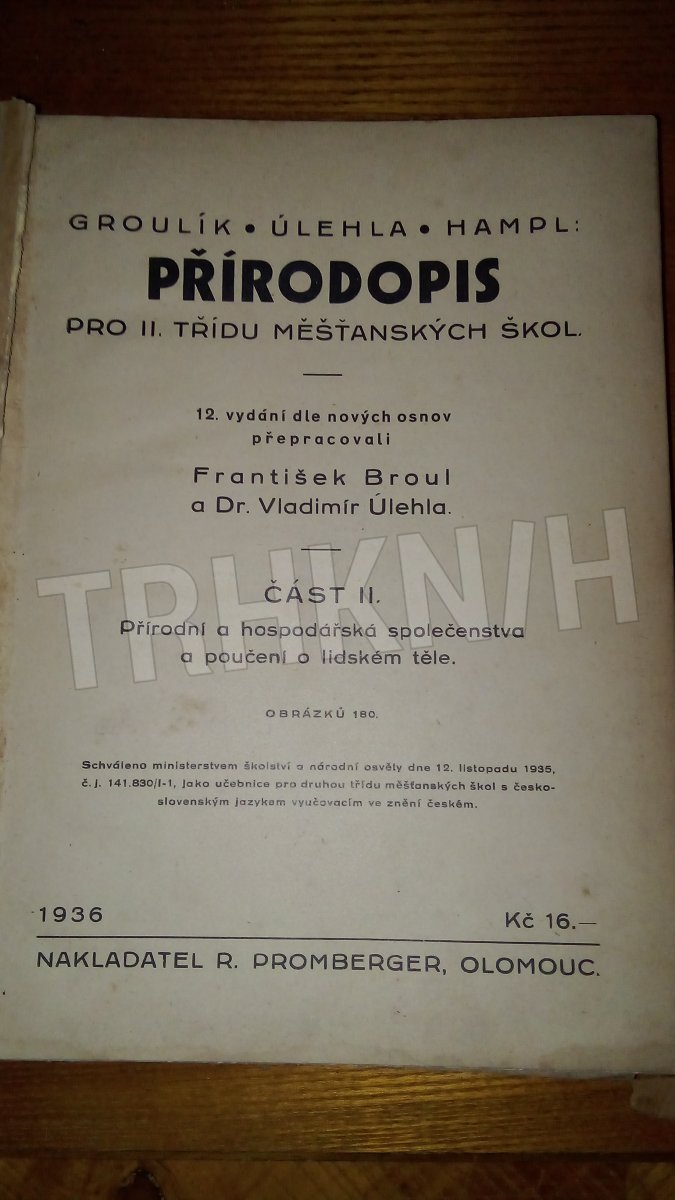 GROULÍK • ÚLEHLA • HAMPL:
PŘÍRODOPIS
PRO II. TŘÍDU MĚŠŤANSKÝCH ŠKOL.
12. vydání dle nových osnov
přepracovali
František Broul
a Dr. Vladimír Úlehla.
TRHKNIH
ČÁST II.
Přírodní a hospodářská společenstva
a poučení o lidském těle.
OBRÁZKŮ 180.
Schváleno ministerstvem školství a národní osvěty dne 12. listopadu 1935,
č. j. 141.830/I-1, jako učebnice pro druhou třídu měšťanských škol s česko-
slovenským jazykem vyučovacím ve znění českém.
1936
Kč 16.—
NAKLADATEL R. PROMBERGER, OLOMOUC.